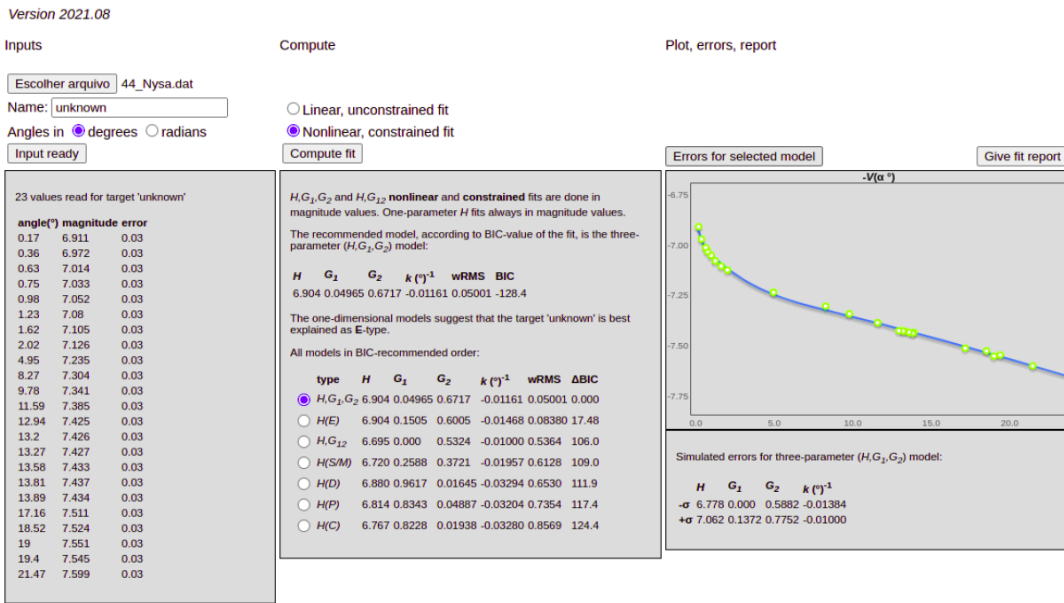 Version 2021.08
Inputs
Escolher arquivo 44_Nysa.dat
Name: unknown
Angles in degrees radians
Input ready
23 values read for target 'unknown'
angle(°) magnitude error
0.17 6.911 0.03
0.36 6.972 0.03
0.63 7.014 0.03
0.75 7.033 0.03
0.98 7.052 0.03
1.23 7.08 0.03
1.62 7.105 0.03
2.02 7.126 0.03
4.95 7.235 0.03
8.27 7.304 0.03
9.78 7.341 0.03
11.59 7.385 0.03
12.94 7.425 0.03
13.2 7.426 0.03
13.27 7.427 0.03
13.58 7.433 0.03
13.81 7.437 0.03
13.89 7.434 0.03
17.16 7.511 0.03
18.52 7.524 0.03
19 7.551 0.03
19.4 7.545 0.03
21.47 7.599 0.03
Compute
Linear, unconstrained fit
Nonlinear, constrained fit
Compute fit
H,G1,G2 and H,G12 nonlinear and constrained fits are done in
magnitude values. One-parameter H fits always in magnitude values.
The recommended model, according to BIC-value of the fit, is the three-
parameter (H,G1,G2) model:
H G1 G2 k (°)-1 wRMS BIC
6.904 0.04965 0.6717 -0.01161 0.05001 -128.4
The one-dimensional models suggest that the target 'unknown' is best
explained as E-type.
All models in BIC-recommended order:
type H G1 G2 k (°)-1 wRMS ΔBIC
H,G1,G2 6.904 0.04965 0.6717 -0.01161 0.05001 0.000
H(E) 6.904 0.1505 0.6005 -0.01468 0.08380 17.48
H,G12 6.695 0.000 0.5324 -0.01000 0.5364 106.0
H(S/M) 6.720 0.2588 0.3721 -0.01957 0.6128 109.0
H(D) 6.880 0.9617 0.01645 -0.03294 0.6530 111.9
H(P) 6.814 0.8343 0.04887 -0.03204 0.7354 117.4
H(C) 6.767 0.8228 0.01938 -0.03280 0.8569 124.4
Plot, errors, report
Errors for selected model Give fit report
-V(α °)
-6.75
-7.00
-7.25
-7.50
-7.75
0.0 5.0 10.0 15.0 20.0
Simulated errors for three-parameter (H,G1,G2) model:
H G1 G2 k (°)-1
-σ 6.778 0.000 0.5882 -0.01384
+σ 7.062 0.1372 0.7752 -0.01000